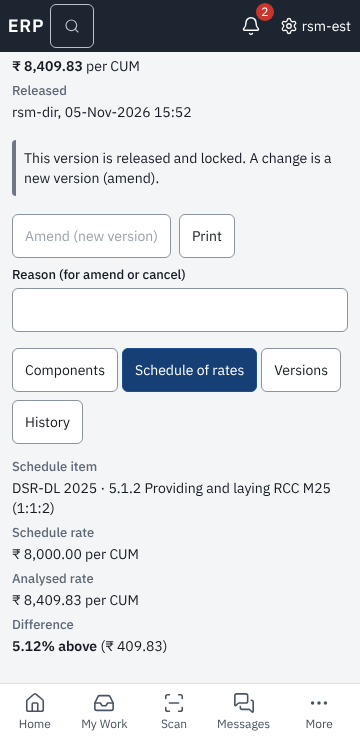 ERP
2
rsm-est
₹ 8,409.83 per CUM
Released
rsm-dir, 05-Nov-2026 15:52
This version is released and locked. A change is a
new version (amend).
Amend (new version)
Print
Reason (for amend or cancel)
Components
Schedule of rates
Versions
History
Schedule item
DSR-DL 2025 · 5.1.2 Providing and laying RCC M25
(1:1:2)
Schedule rate
₹ 8,000.00 per CUM
Analysed rate
₹ 8,409.83 per CUM
Difference
5.12% above (₹ 409.83)
Home
My Work
Scan
Messages
More